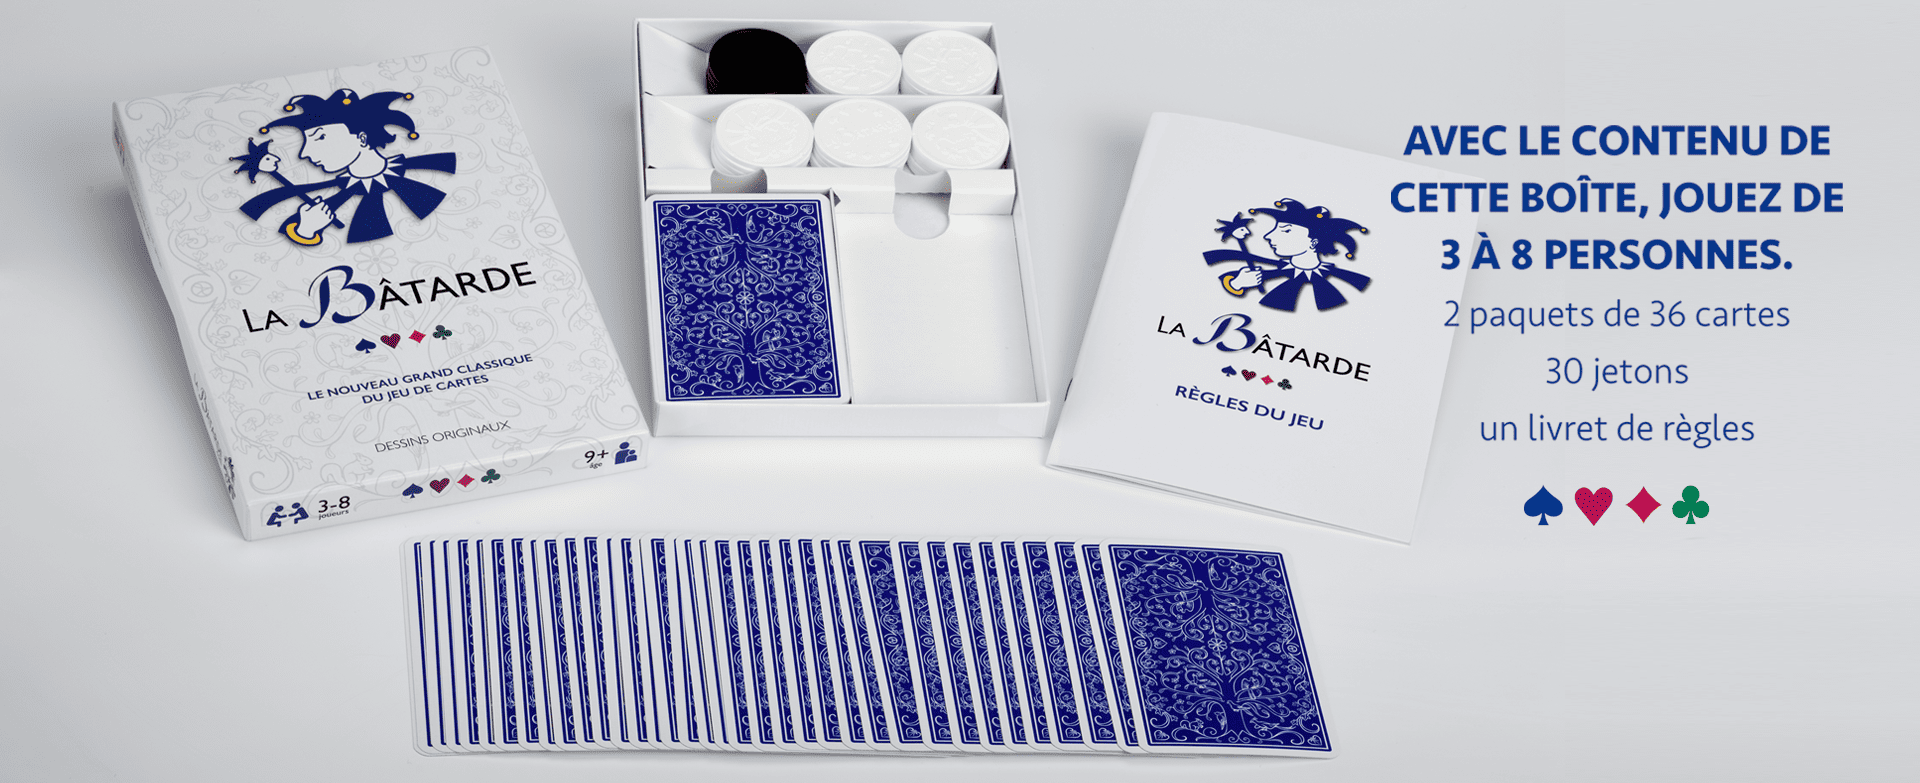 LA BÂTARDE
LE NOUVEAU GRAND CLASSIQUE
DU JEU DE CARTES
DESSINS ORIGINAUX
3-8
joueurs
9+
âge
LA BÂTARDE
RÈGLES DU JEU
AVEC LE CONTENU DE
CETTE BOÎTE, JOUEZ DE
3 À 8 PERSONNES.
2 paquets de 36 cartes
30 jetons
un livret de règles